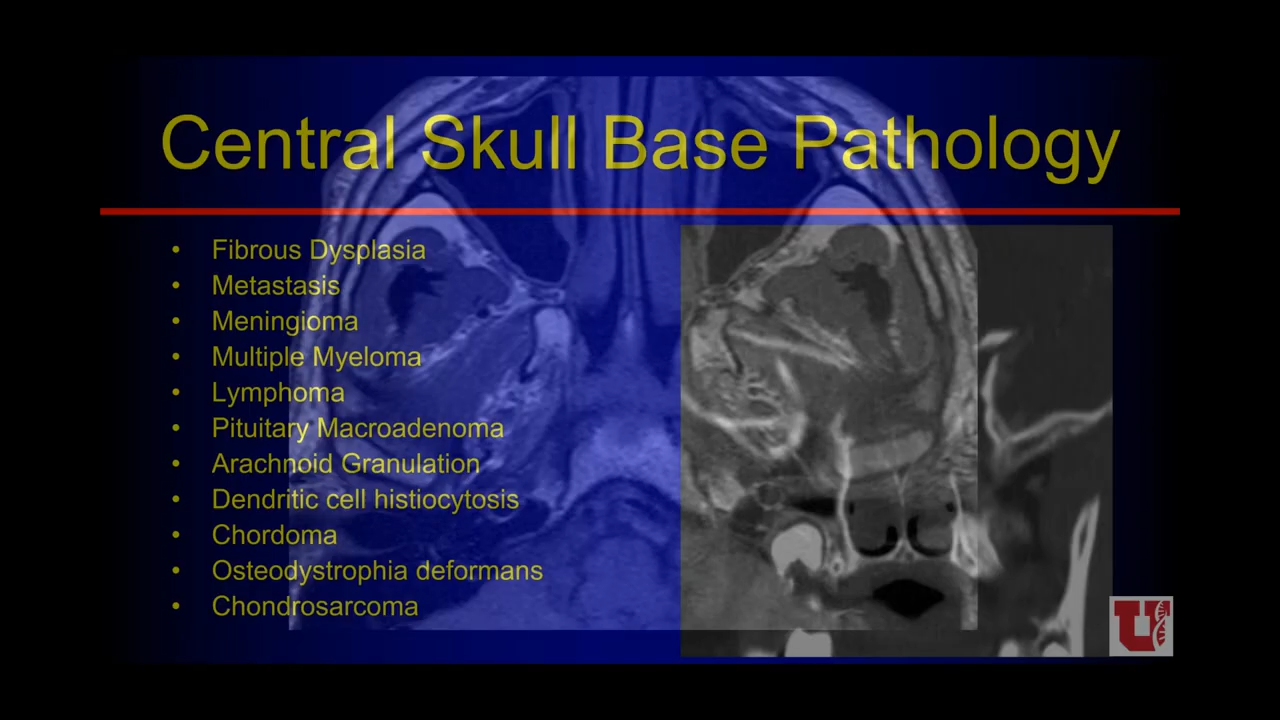 Central Skull Base Pathology
• Fibrous Dysplasia
• Metastasis
• Meningioma
• Multiple Myeloma
• Lymphoma
• Pituitary Macroadenoma
• Arachnoid Granulation
• Dendritic cell histiocytosis
• Chordoma
• Osteodystrophia deformans
• Chondrosarcoma
U